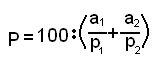 P = 100:(a₁/p₁ + a₂/p₂)